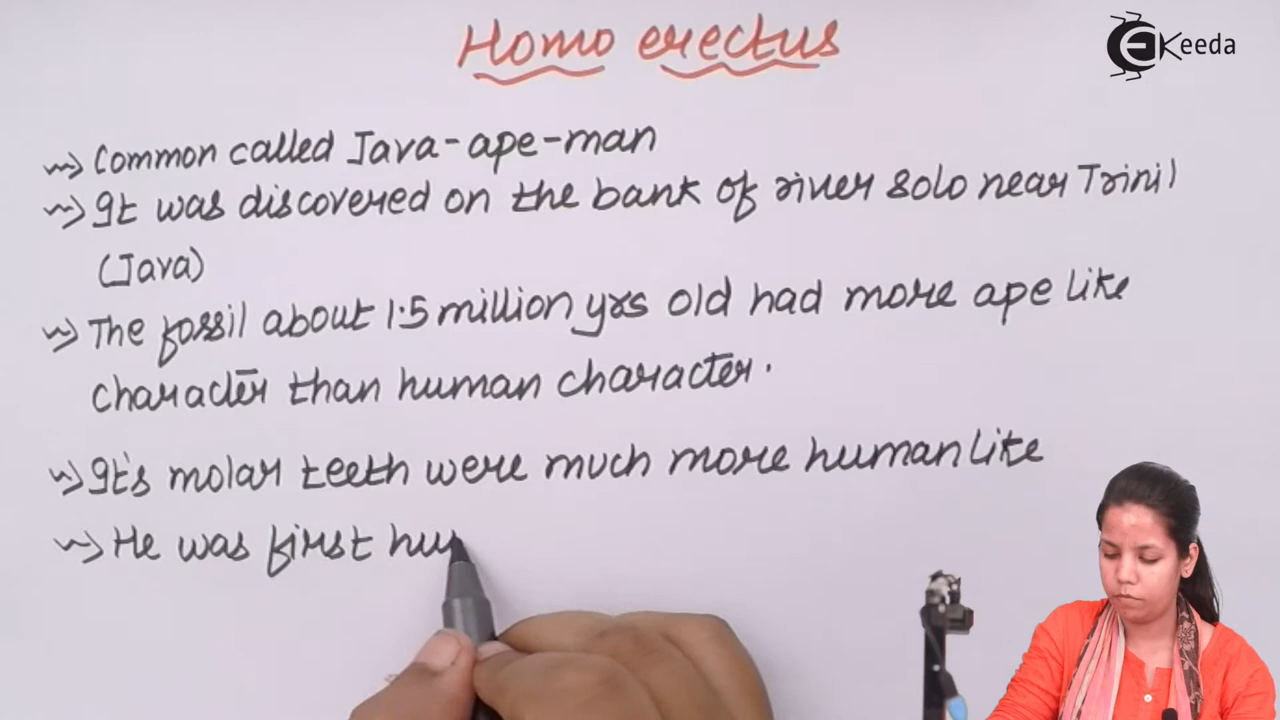 Homo erectus
EKeeda
Common called Java-ape-man
It was discovered on the bank of river Solo near Trinil
(Java)
The fossil about 1.5 million yrs old had more ape like
character than human character.
It's molar teeth were much more human like
He was first hu